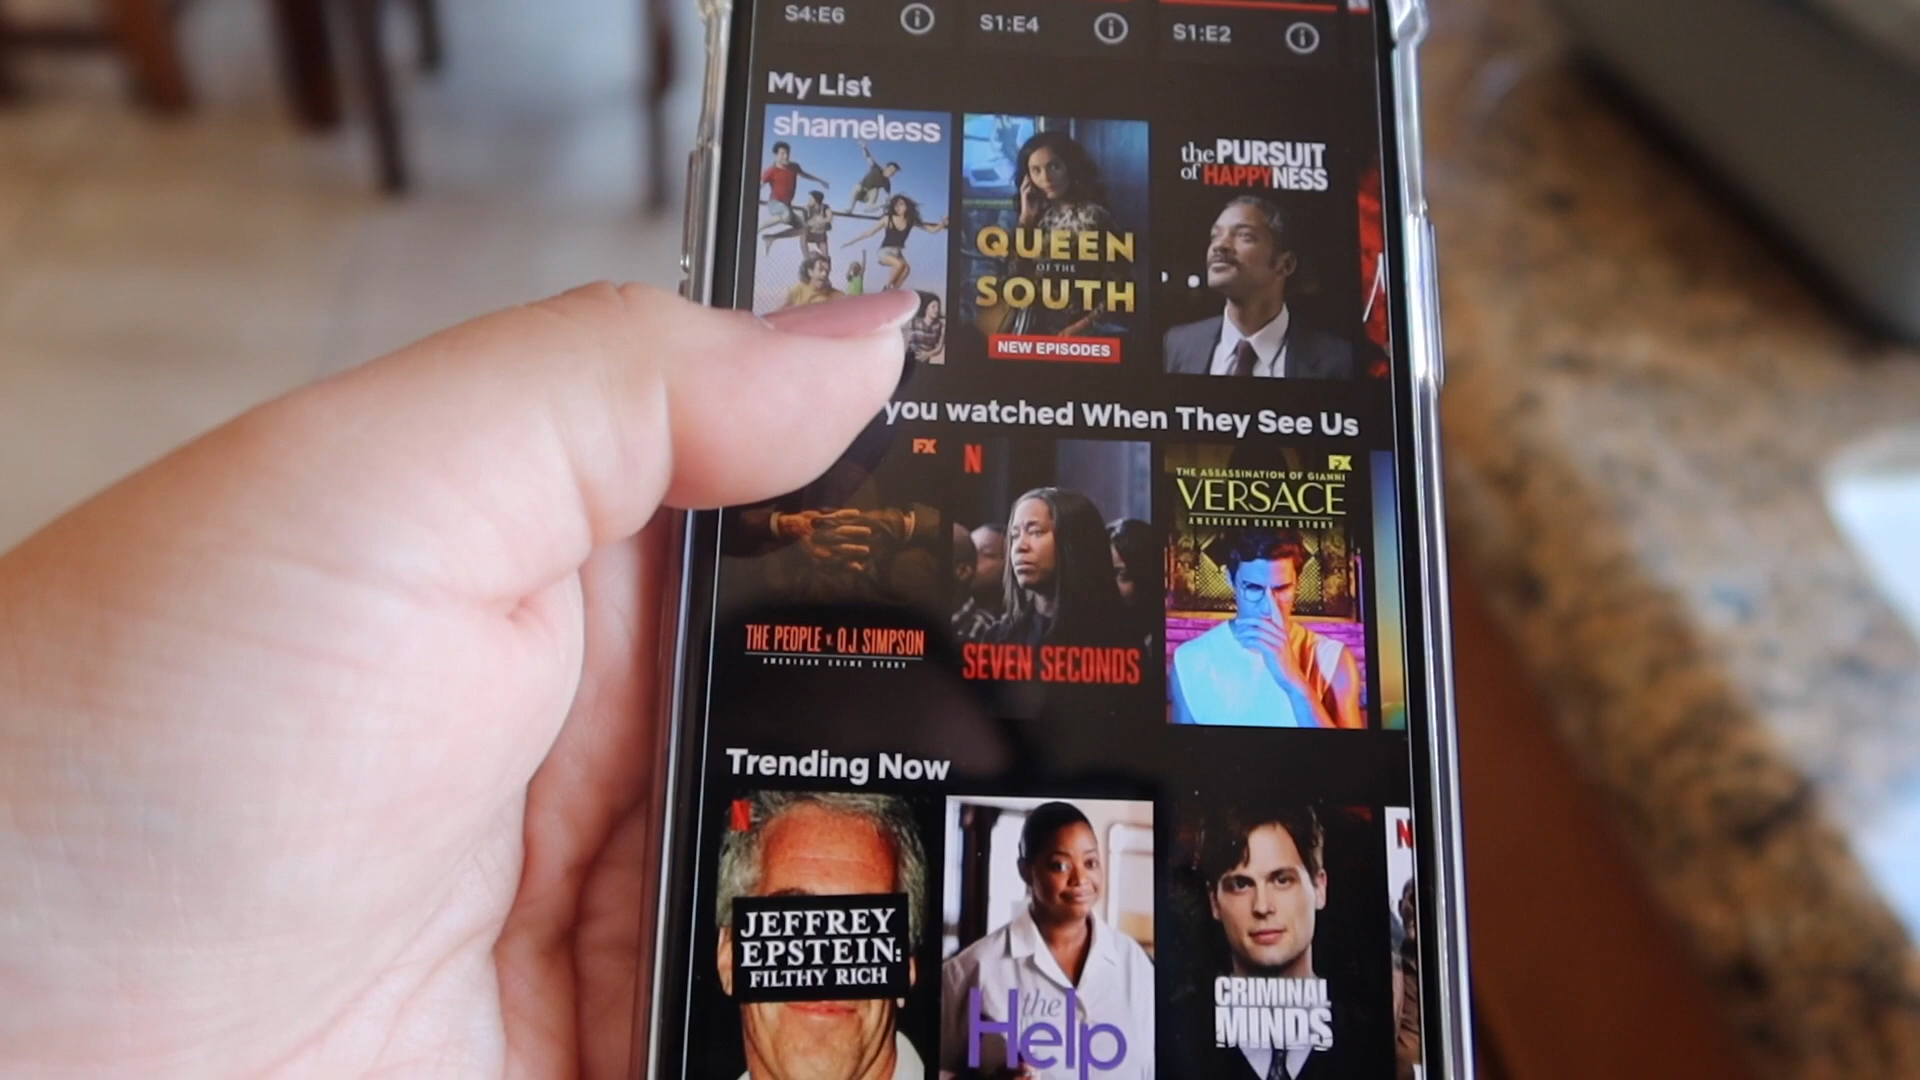 S4:E6
S1:E4
S1:E2
My List
shameless
QUEEN
OF THE
SOUTH
NEW EPISODES
the PURSUIT
of HAPPYNESS
you watched When They See Us
FX
THE PEOPLE v. O.J. SIMPSON
AMERICAN CRIME STORY
N
SEVEN SECONDS
FX
THE ASSASSINATION OF GIANNI
VERSACE
AMERICAN CRIME STORY
Trending Now
N
JEFFREY
EPSTEIN:
FILTHY RICH
the
Help
CRIMINAL
MINDS
N